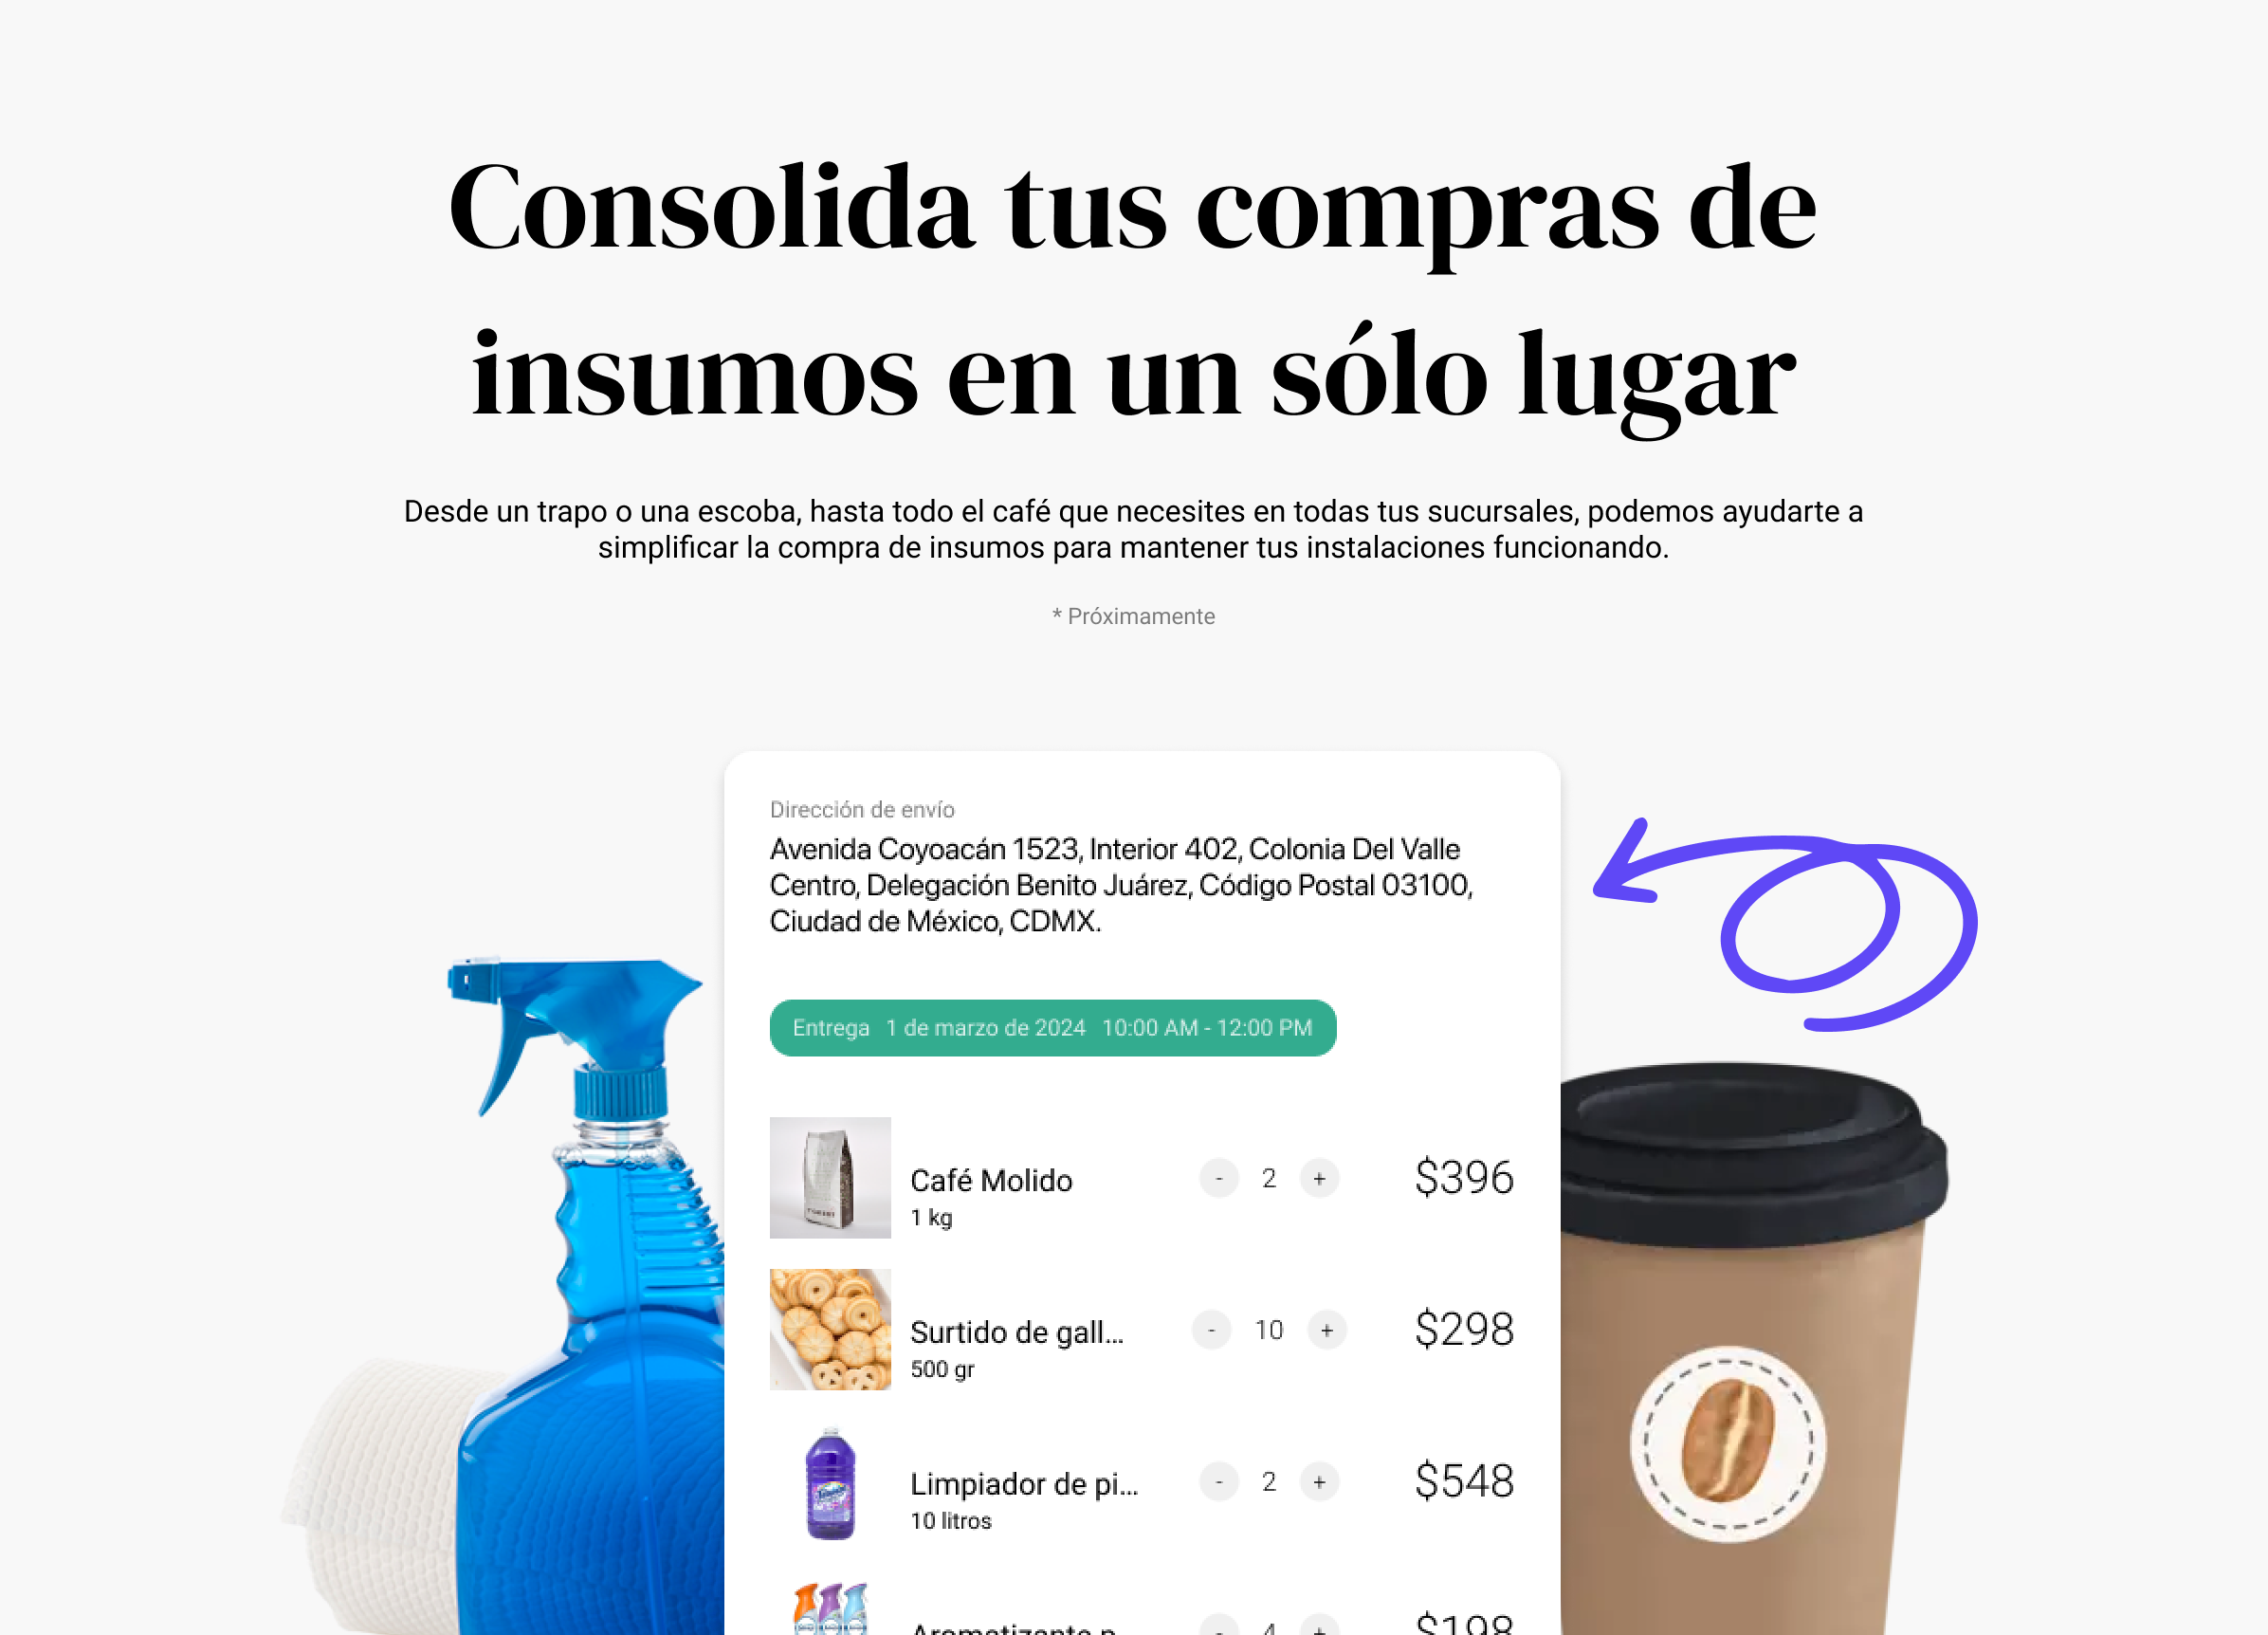 Consolida tus compras de
insumos en un sólo lugar
Desde un trapo o una escoba, hasta todo el café que necesites en todas tus sucursales, podemos ayudarte a
simplificar la compra de insumos para mantener tus instalaciones funcionando.
* Próximamente
Dirección de envío
Avenida Coyoacán 1523, Interior 402, Colonia Del Valle
Centro, Delegación Benito Juárez, Código Postal 03100,
Ciudad de México, CDMX.
Entrega 1 de marzo de 2024 10:00 AM - 12:00 PM
Café Molido - 2 + $396
1 kg
Surtido de gall... - 10 + $298
500 gr
Limpiador de pi... - 2 + $548
10 litros
Aromatizante p... - 4 + $198